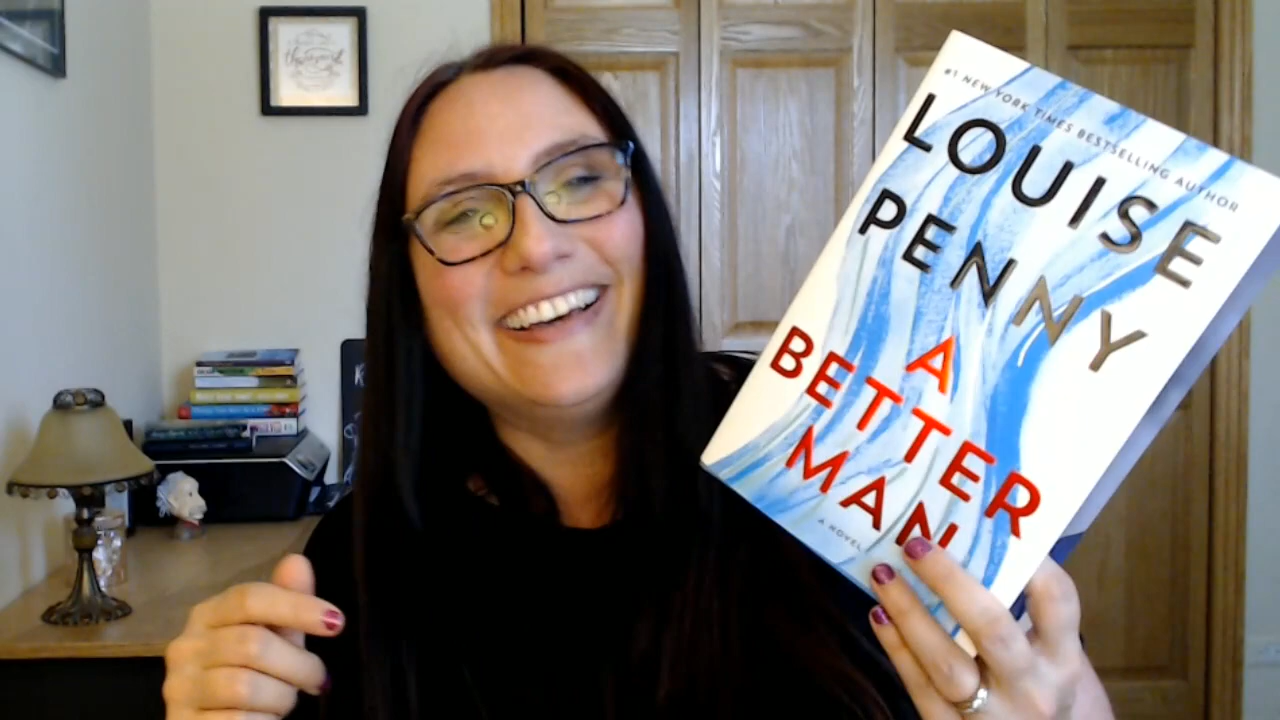 #1 NEW YORK TIMES BESTSELLING AUTHOR
LOUISE
PENNY
A
BETTER
MAN
A NOVEL